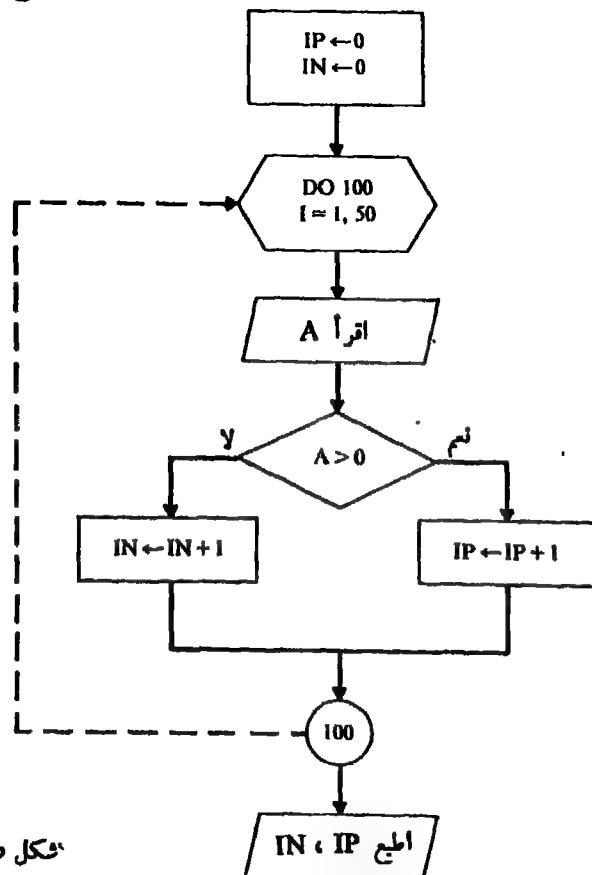 IP ← 0
IN ← 0
DO 100
I = 1, 50
اقرأ A
A > 0
لا
نعم
IN ← IN + 1
IP ← IP + 1
100
اطبع IN ، IP
شكل